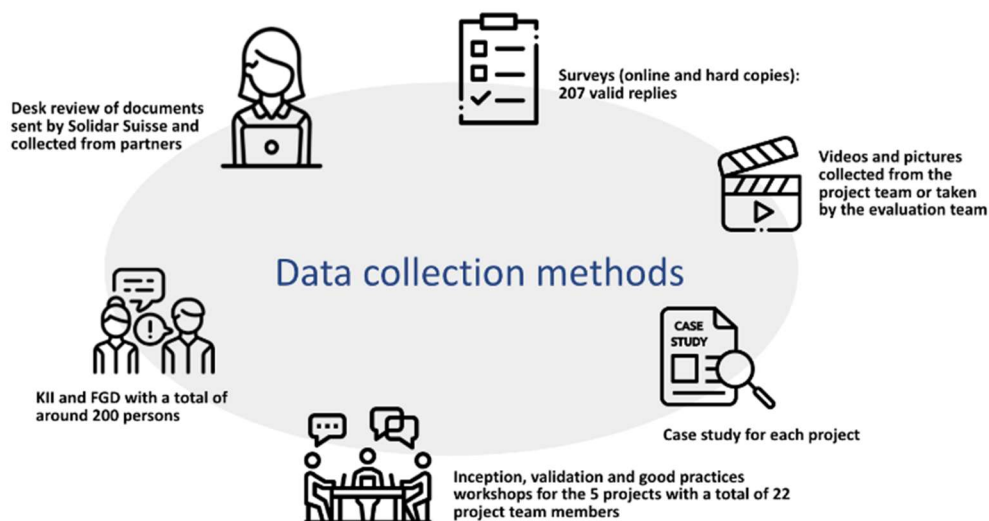 Data collection methods
Desk review of documents
sent by Solidar Suisse and
collected from partners
Surveys (online and hard copies):
207 valid replies
Videos and pictures
collected from the
project team or taken
by the evaluation team
CASE
STUDY
Case study for each project
Inception, validation and good practices
workshops for the 5 projects with a total of 22
project team members
KII and FGD with a total of
around 200 persons